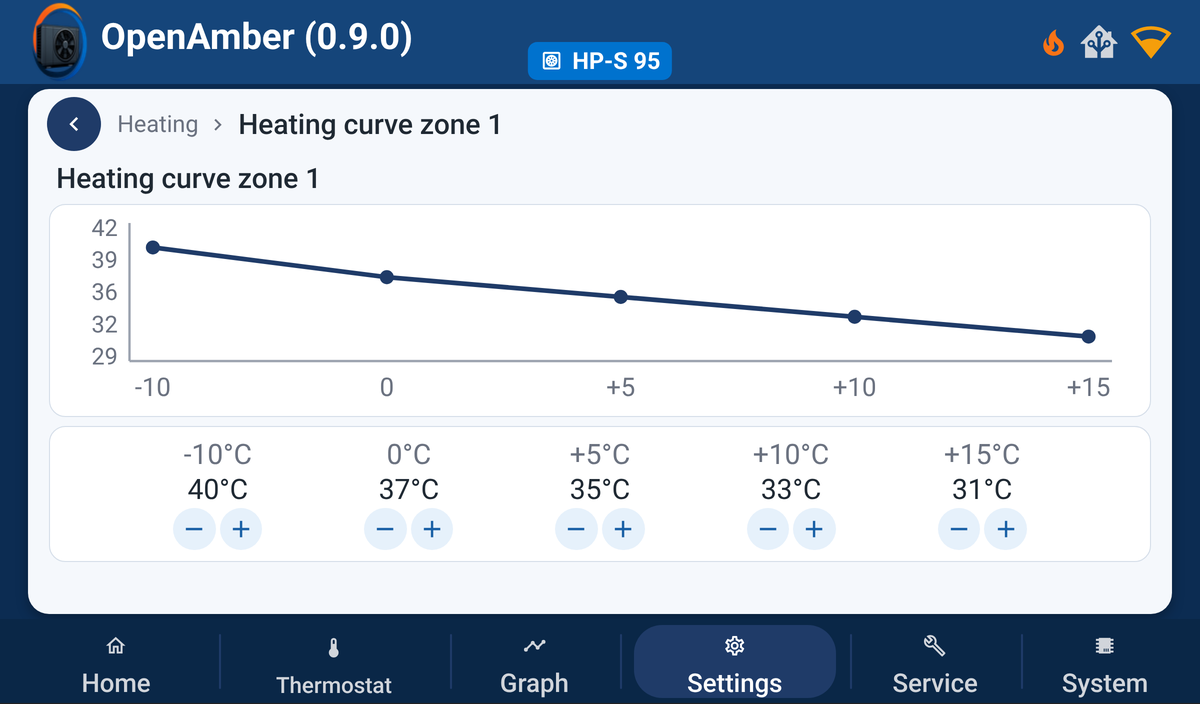 OpenAmber (0.9.0)
HP-S 95
Heating > Heating curve zone 1
Heating curve zone 1
42
39
36
32
29
-10 0 +5 +10 +15
-10°C 0°C +5°C +10°C +15°C
40°C 37°C 35°C 33°C 31°C
− + − + − + − + − +
Home Thermostat Graph Settings Service System